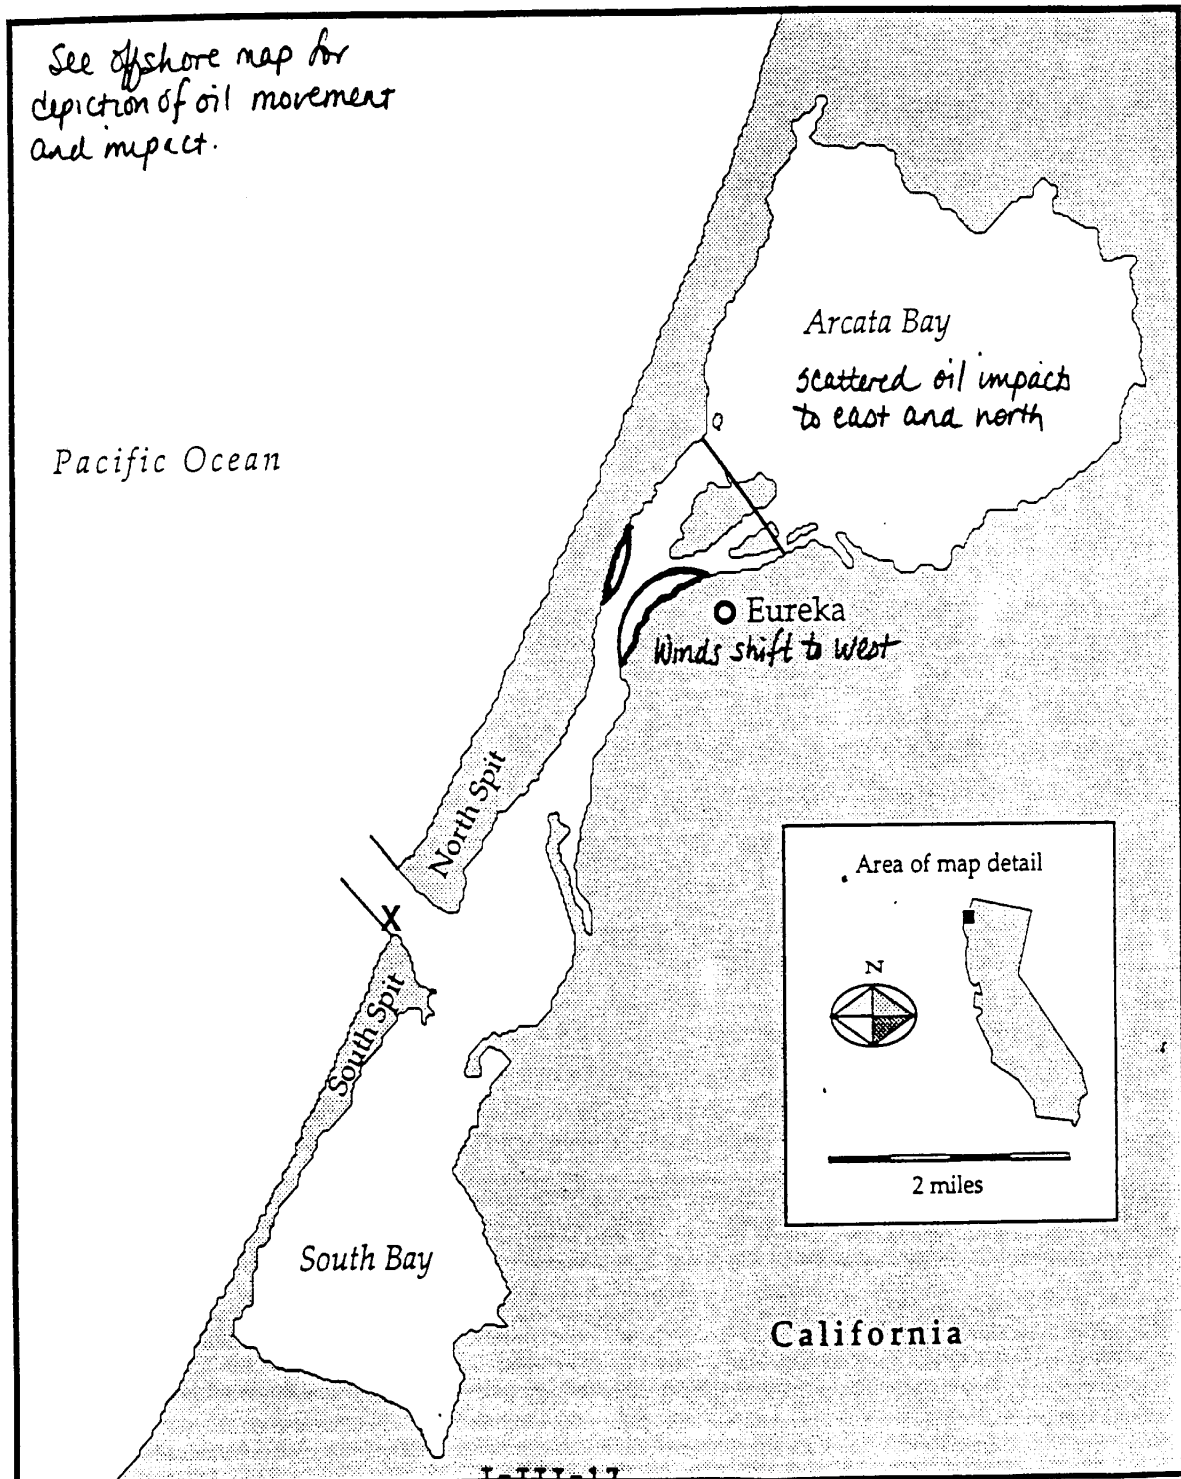 See offshore map for
depiction of oil movement
and impact.
Arcata Bay
scattered oil impacts
to east and north
Pacific Ocean
Eureka
Winds shift to west
North Spit
X
South Spit
Area of map detail
N
2 miles
South Bay
California
I-III-17